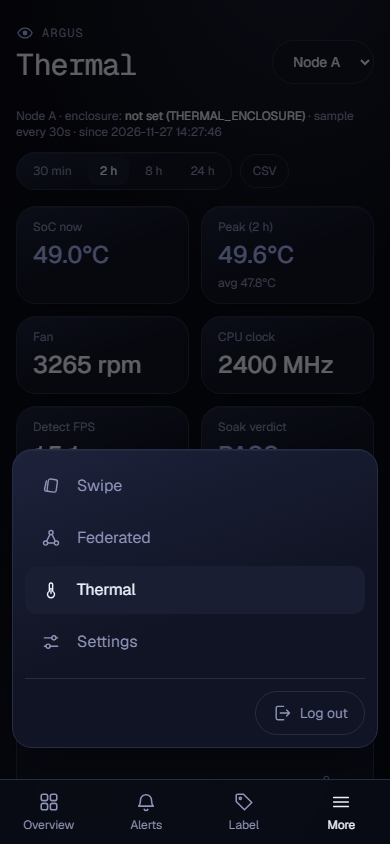 ARGUS
Thermal
Node A
Node A · enclosure: not set (THERMAL_ENCLOSURE) · sample
every 30s · since 2026-11-27 14:27:46
30 min 2 h 8 h 24 h CSV
SoC now
49.0°C
Peak (2 h)
49.6°C
avg 47.8°C
Fan
3265 rpm
CPU clock
2400 MHz
Detect FPS
Soak verdict
Swipe
Federated
Thermal
Settings
Log out
Overview Alerts Label More